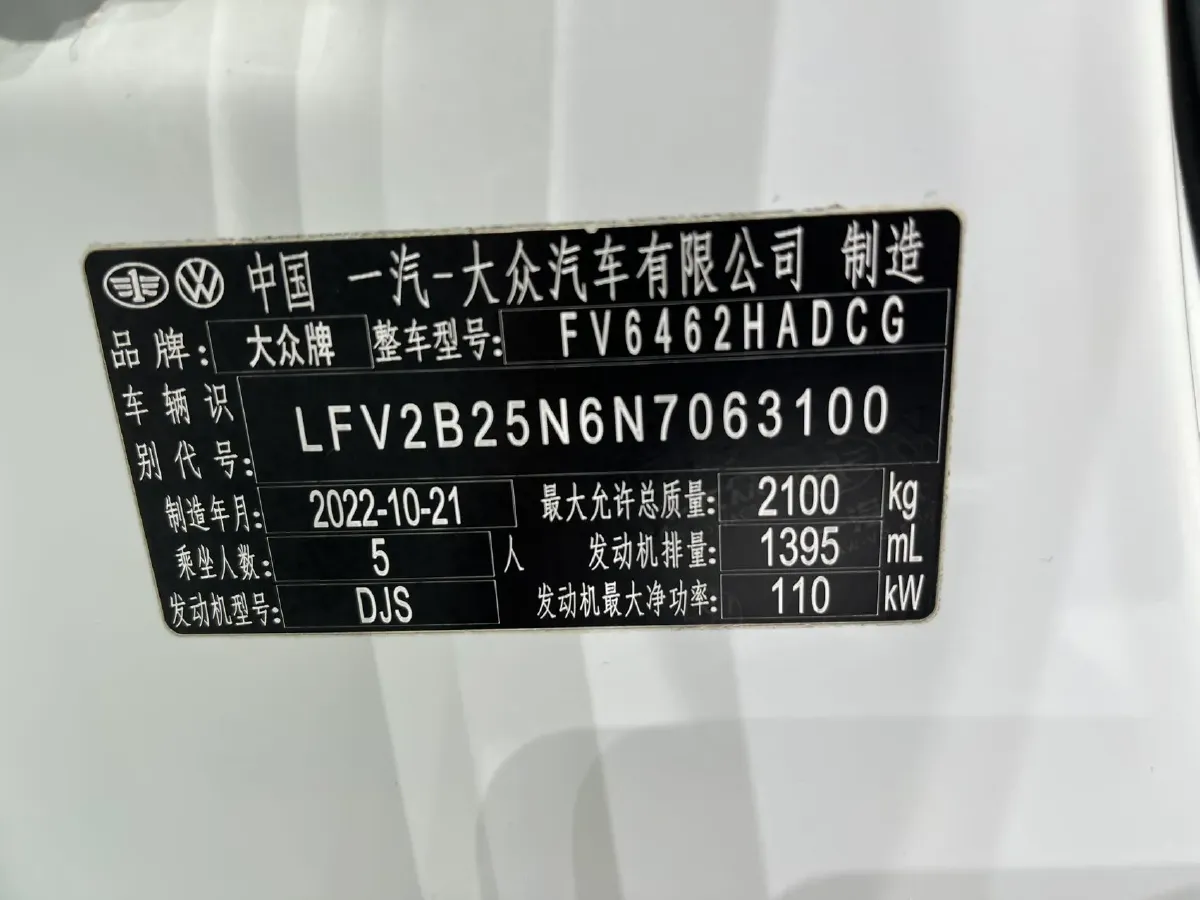 中国 一汽-大众汽车有限公司 制造
品牌: 大众牌 整车型号: FV6462HADCG
车辆识别代号: LFV2B25N6N7063100
制造年月: 2022-10-21 最大允许总质量: 2100 kg
乘坐人数: 5 人 发动机排量: 1395 mL
发动机型号: DJS 发动机最大净功率: 110 kW